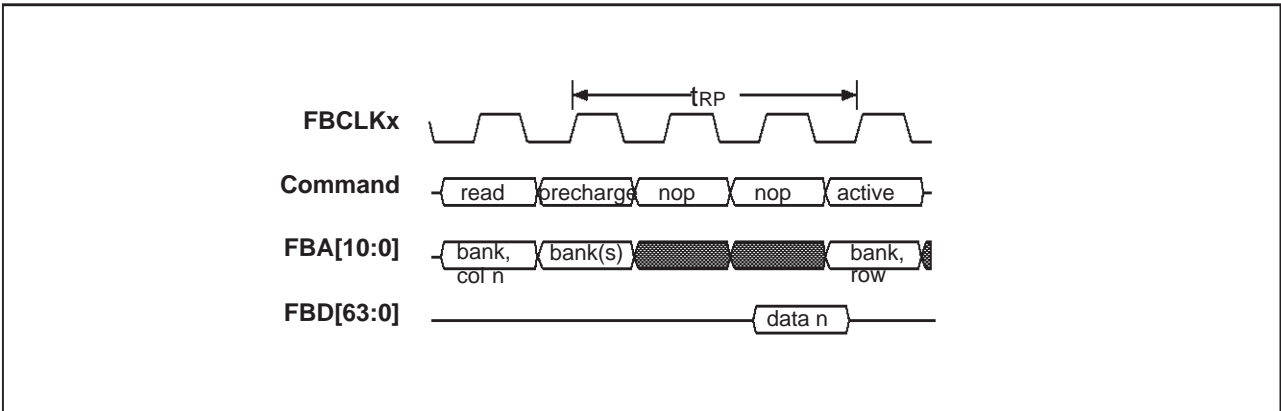 tRP
FBCLKx
Command
read precharge nop nop active
FBA[10:0]
bank, bank(s) bank,
col n row
FBD[63:0]
data n